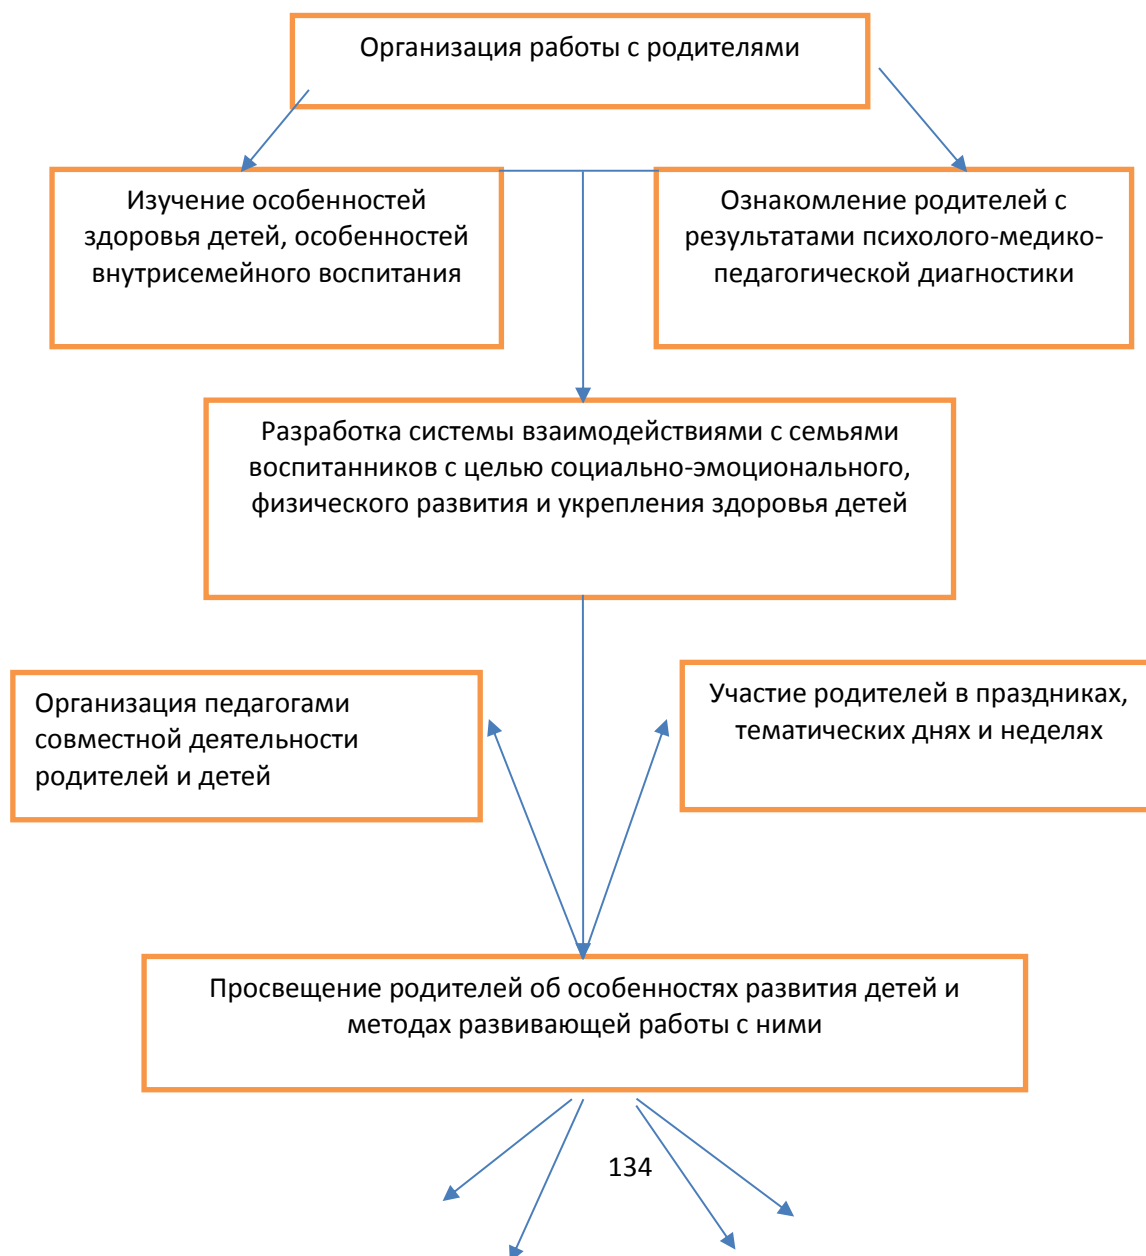 Организация работы с родителями
Изучение особенностей
здоровья детей, особенностей
внутрисемейного воспитания
Ознакомление родителей с
результатами психолого-медико-
педагогической диагностики
Разработка системы взаимодействиями с семьями
воспитанников с целью социально-эмоционального,
физического развития и укрепления здоровья детей
Организация педагогами
совместной деятельности
родителей и детей
Участие родителей в праздниках,
тематических днях и неделях
Просвещение родителей об особенностях развития детей и
методах развивающей работы с ними
134